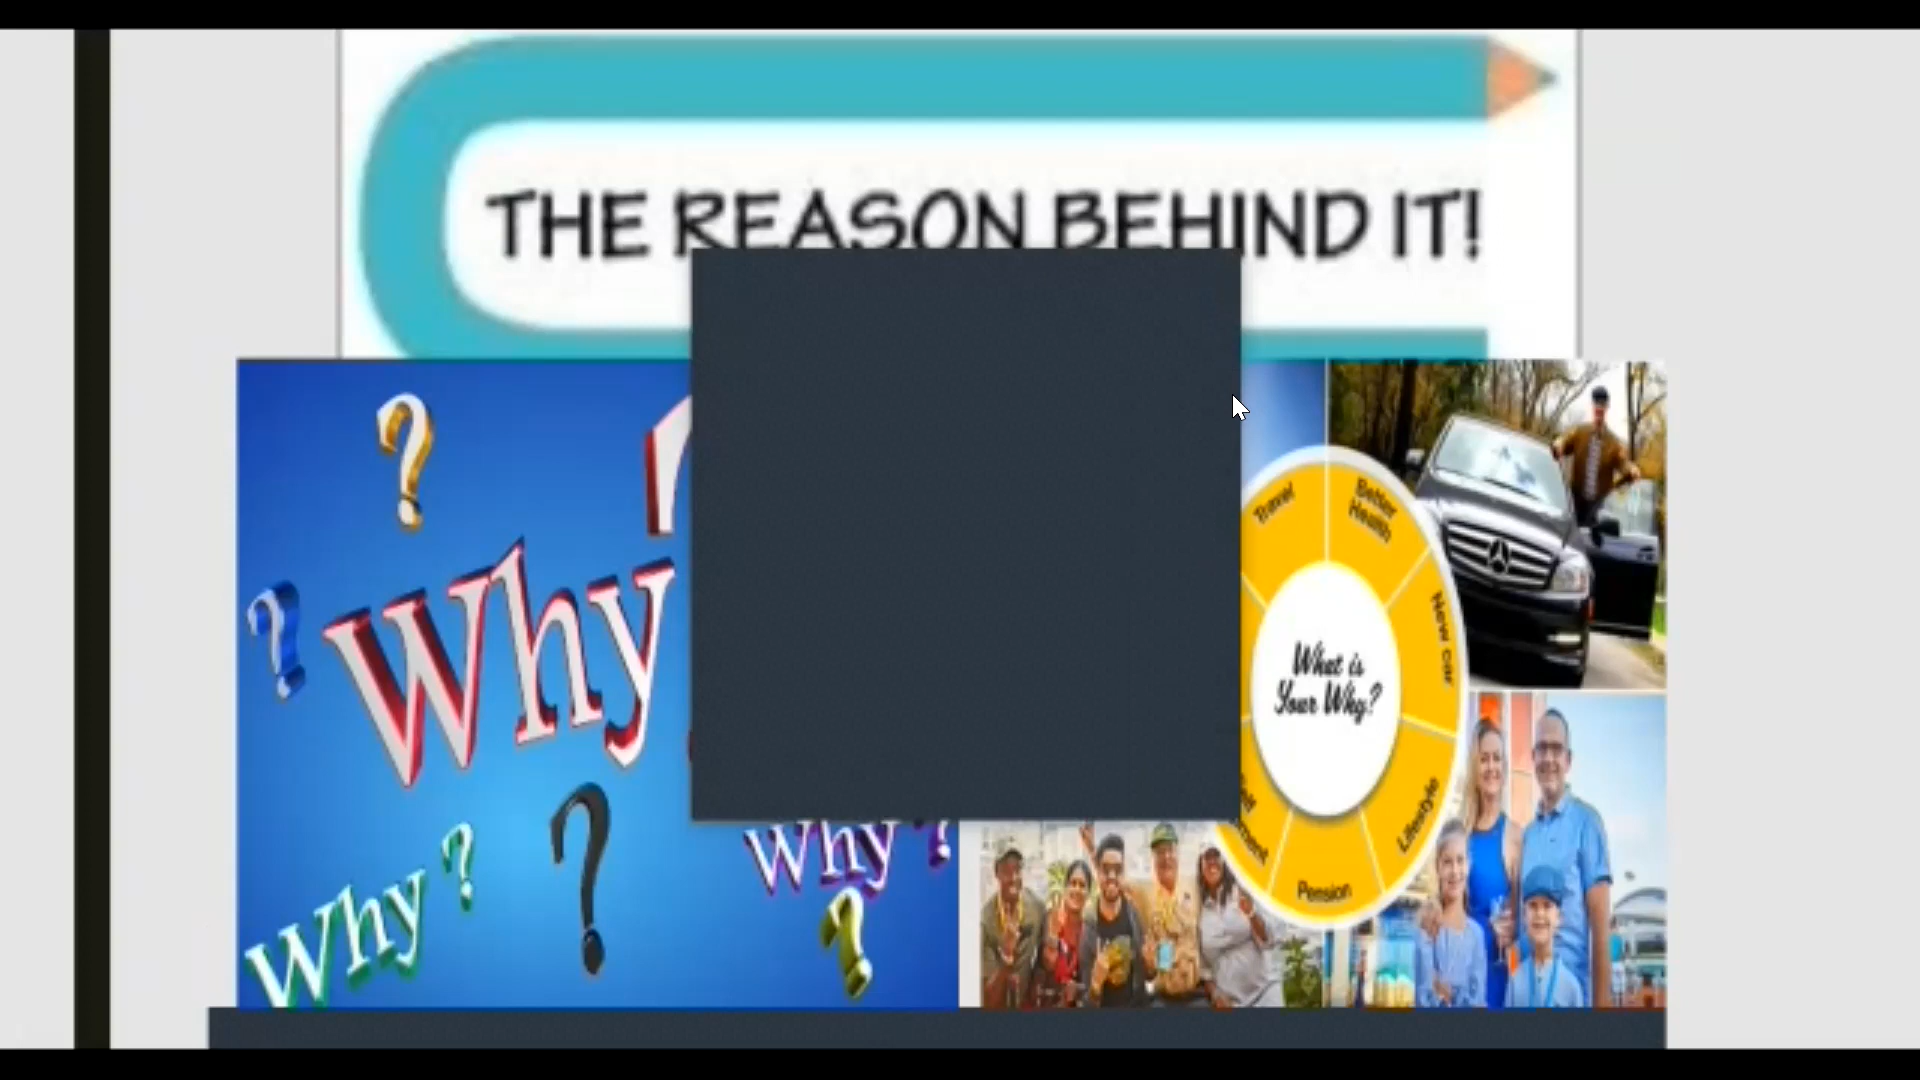 THE REASON BEHIND IT!
Why
Why ?
Why ?
?
?
?
?
Travel
Better
Health
New car
Lifestyle
Pension
What is
Your Why?